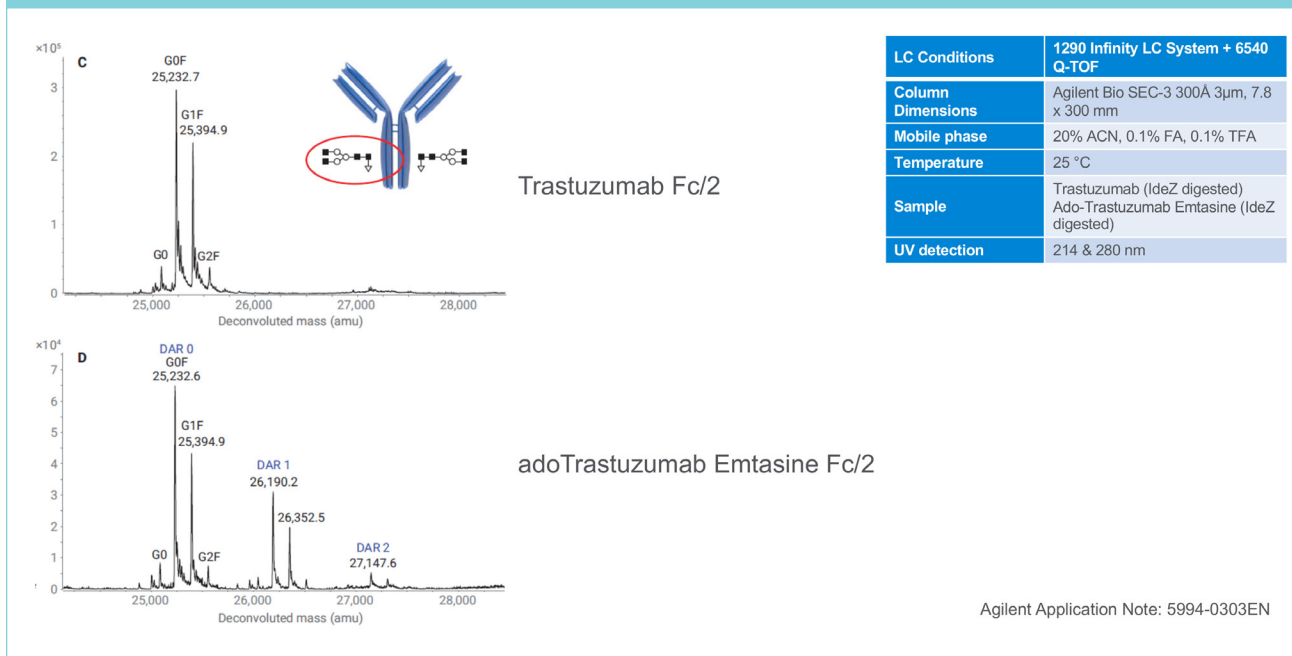 ×10⁵
C
G0F
25,232.7
G1F
25,394.9
G0
G2F
3
2
1
0
25,000
26,000
27,000
28,000
Deconvoluted mass (amu)
Trastuzumab Fc/2
×10⁴
D
DAR 0
G0F
25,232.6
G1F
25,394.9
G0
G2F
DAR 1
26,190.2
26,352.5
DAR 2
27,147.6
7
6
5
4
3
2
1
0
25,000
26,000
27,000
28,000
Deconvoluted mass (amu)
adoTrastuzumab Emtasine Fc/2
LC Conditions
1290 Infinity LC System + 6540
Q-TOF
Column
Dimensions
Agilent Bio SEC-3 300Å 3µm, 7.8
x 300 mm
Mobile phase
20% ACN, 0.1% FA, 0.1% TFA
Temperature
25 °C
Sample
Trastuzumab (IdeZ digested)
Ado-Trastuzumab Emtasine (IdeZ
digested)
UV detection
214 & 280 nm
Agilent Application Note: 5994-0303EN